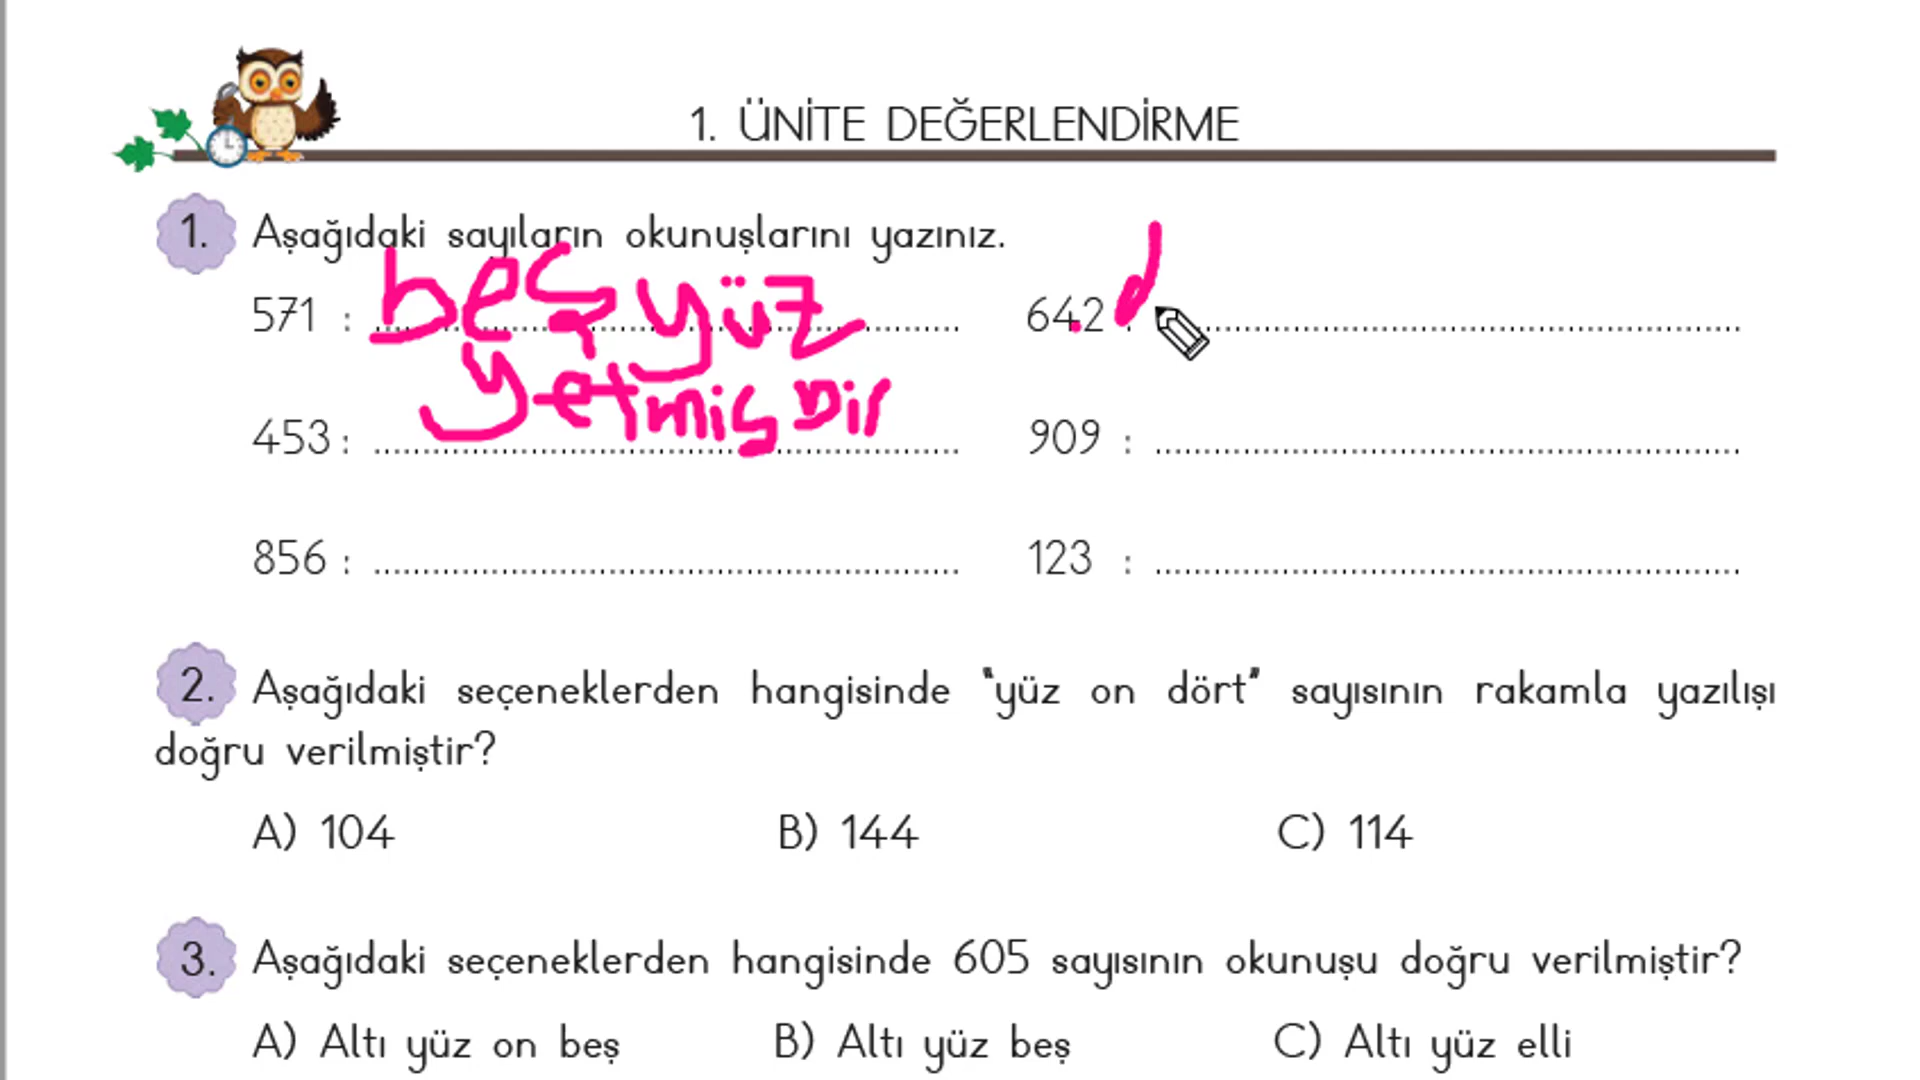 1. ÜNİTE DEĞERLENDİRME
1. Aşağıdaki sayıların okunuşlarını yazınız.
571 : beş yüz
yetmiş bir
642 :
453 :
909 :
856 :
123 :
2. Aşağıdaki seçeneklerden hangisinde "yüz on dört" sayısının rakamla yazılışı
doğru verilmiştir?
A) 104 B) 144 C) 114
3. Aşağıdaki seçeneklerden hangisinde 605 sayısının okunuşu doğru verilmiştir?
A) Altı yüz on beş B) Altı yüz beş C) Altı yüz elli